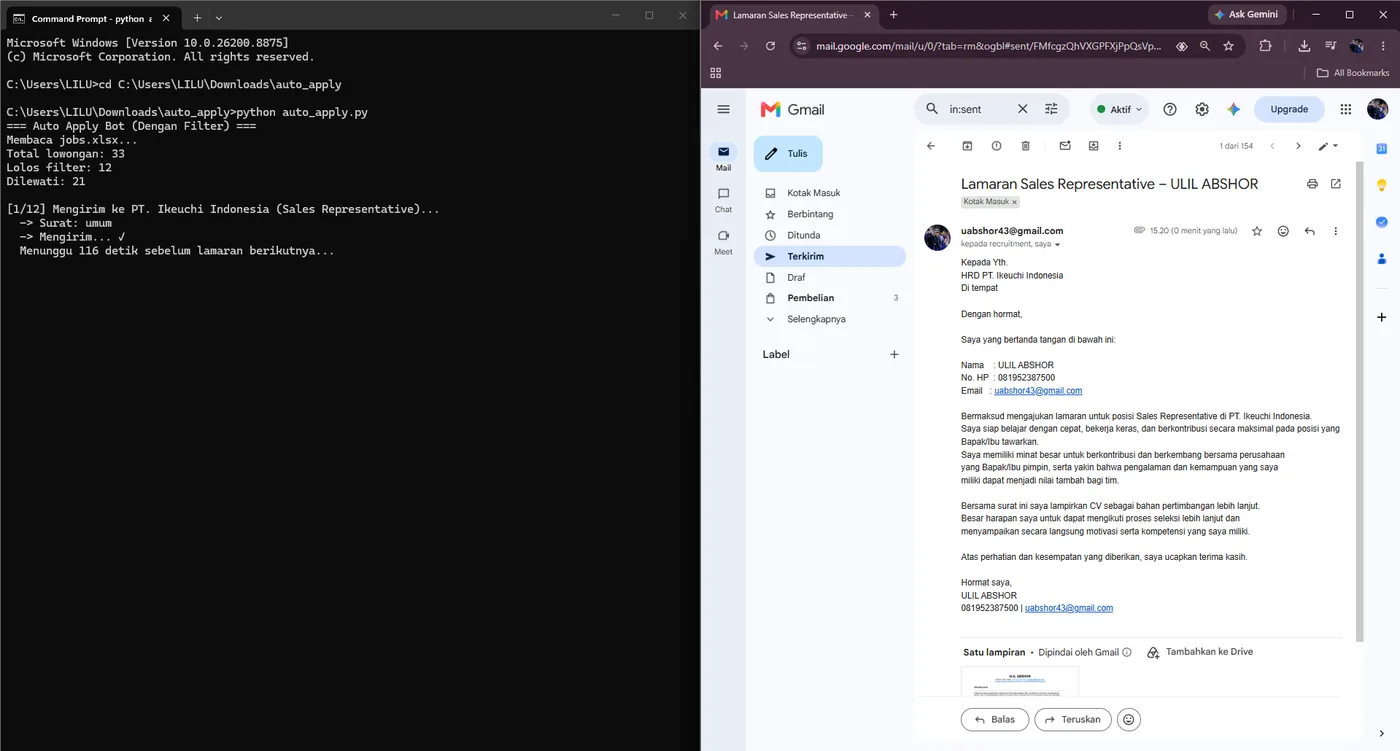 Command Prompt - python a
Microsoft Windows [Version 10.0.26200.8875]
(c) Microsoft Corporation. All rights reserved.
C:\Users\LILU>cd C:\Users\LILU\Downloads\auto_apply
C:\Users\LILU\Downloads\auto_apply>python auto_apply.py
=== Auto Apply Bot (Dengan Filter) ===
Membaca jobs.xlsx...
Total lowongan: 33
Lolos filter: 12
Dilewati: 21
[1/12] Mengirim ke PT. Ikeuchi Indonesia (Sales Representative)...
-> Surat: umum
-> Mengirim... √
Menunggu 116 detik sebelum lamaran berikutnya...
Lamaran Sales Representative –
Ask Gemini
mail.google.com/mail/u/0/?tab=rm&ogbl#sent/FMfcgzQhVXGPFXjPpQsVp...
All Bookmarks
Gmail
in:sent
Aktif
Upgrade
Mail
Chat
Meet
Tulis
Kotak Masuk
Berbintang
Ditunda
Terkirim
Draf
Pembelian 3
Selengkapnya
Label
1 dari 154
31
Lamaran Sales Representative – ULIL ABSHOR
Kotak Masuk ×
uabshor43@gmail.com
15.20 (0 menit yang lalu)
kepada recruitment, saya
Kepada Yth.
HRD PT. Ikeuchi Indonesia
Di tempat
Dengan hormat,
Saya yang bertanda tangan di bawah ini:
Nama : ULIL ABSHOR
No. HP : 081952387500
Email : uabshor43@gmail.com
Bermaksud mengajukan lamaran untuk posisi Sales Representative di PT. Ikeuchi Indonesia.
Saya siap belajar dengan cepat, bekerja keras, dan berkontribusi secara maksimal pada posisi yang
Bapak/Ibu tawarkan.
Saya memiliki minat besar untuk berkontribusi dan berkembang bersama perusahaan
yang Bapak/Ibu pimpin, serta yakin bahwa pengalaman dan kemampuan yang saya
miliki dapat menjadi nilai tambah bagi tim.
Bersama surat ini saya lampirkan CV sebagai bahan pertimbangan lebih lanjut.
Besar harapan saya untuk dapat mengikuti proses seleksi lebih lanjut dan
menyampaikan secara langsung motivasi serta kompetensi yang saya miliki.
Atas perhatian dan kesempatan yang diberikan, saya ucapkan terima kasih.
Hormat saya,
ULIL ABSHOR
081952387500 | uabshor43@gmail.com
Satu lampiran • Dipindai oleh Gmail
Tambahkan ke Drive
ULIL ABSHOR
Balas
Teruskan